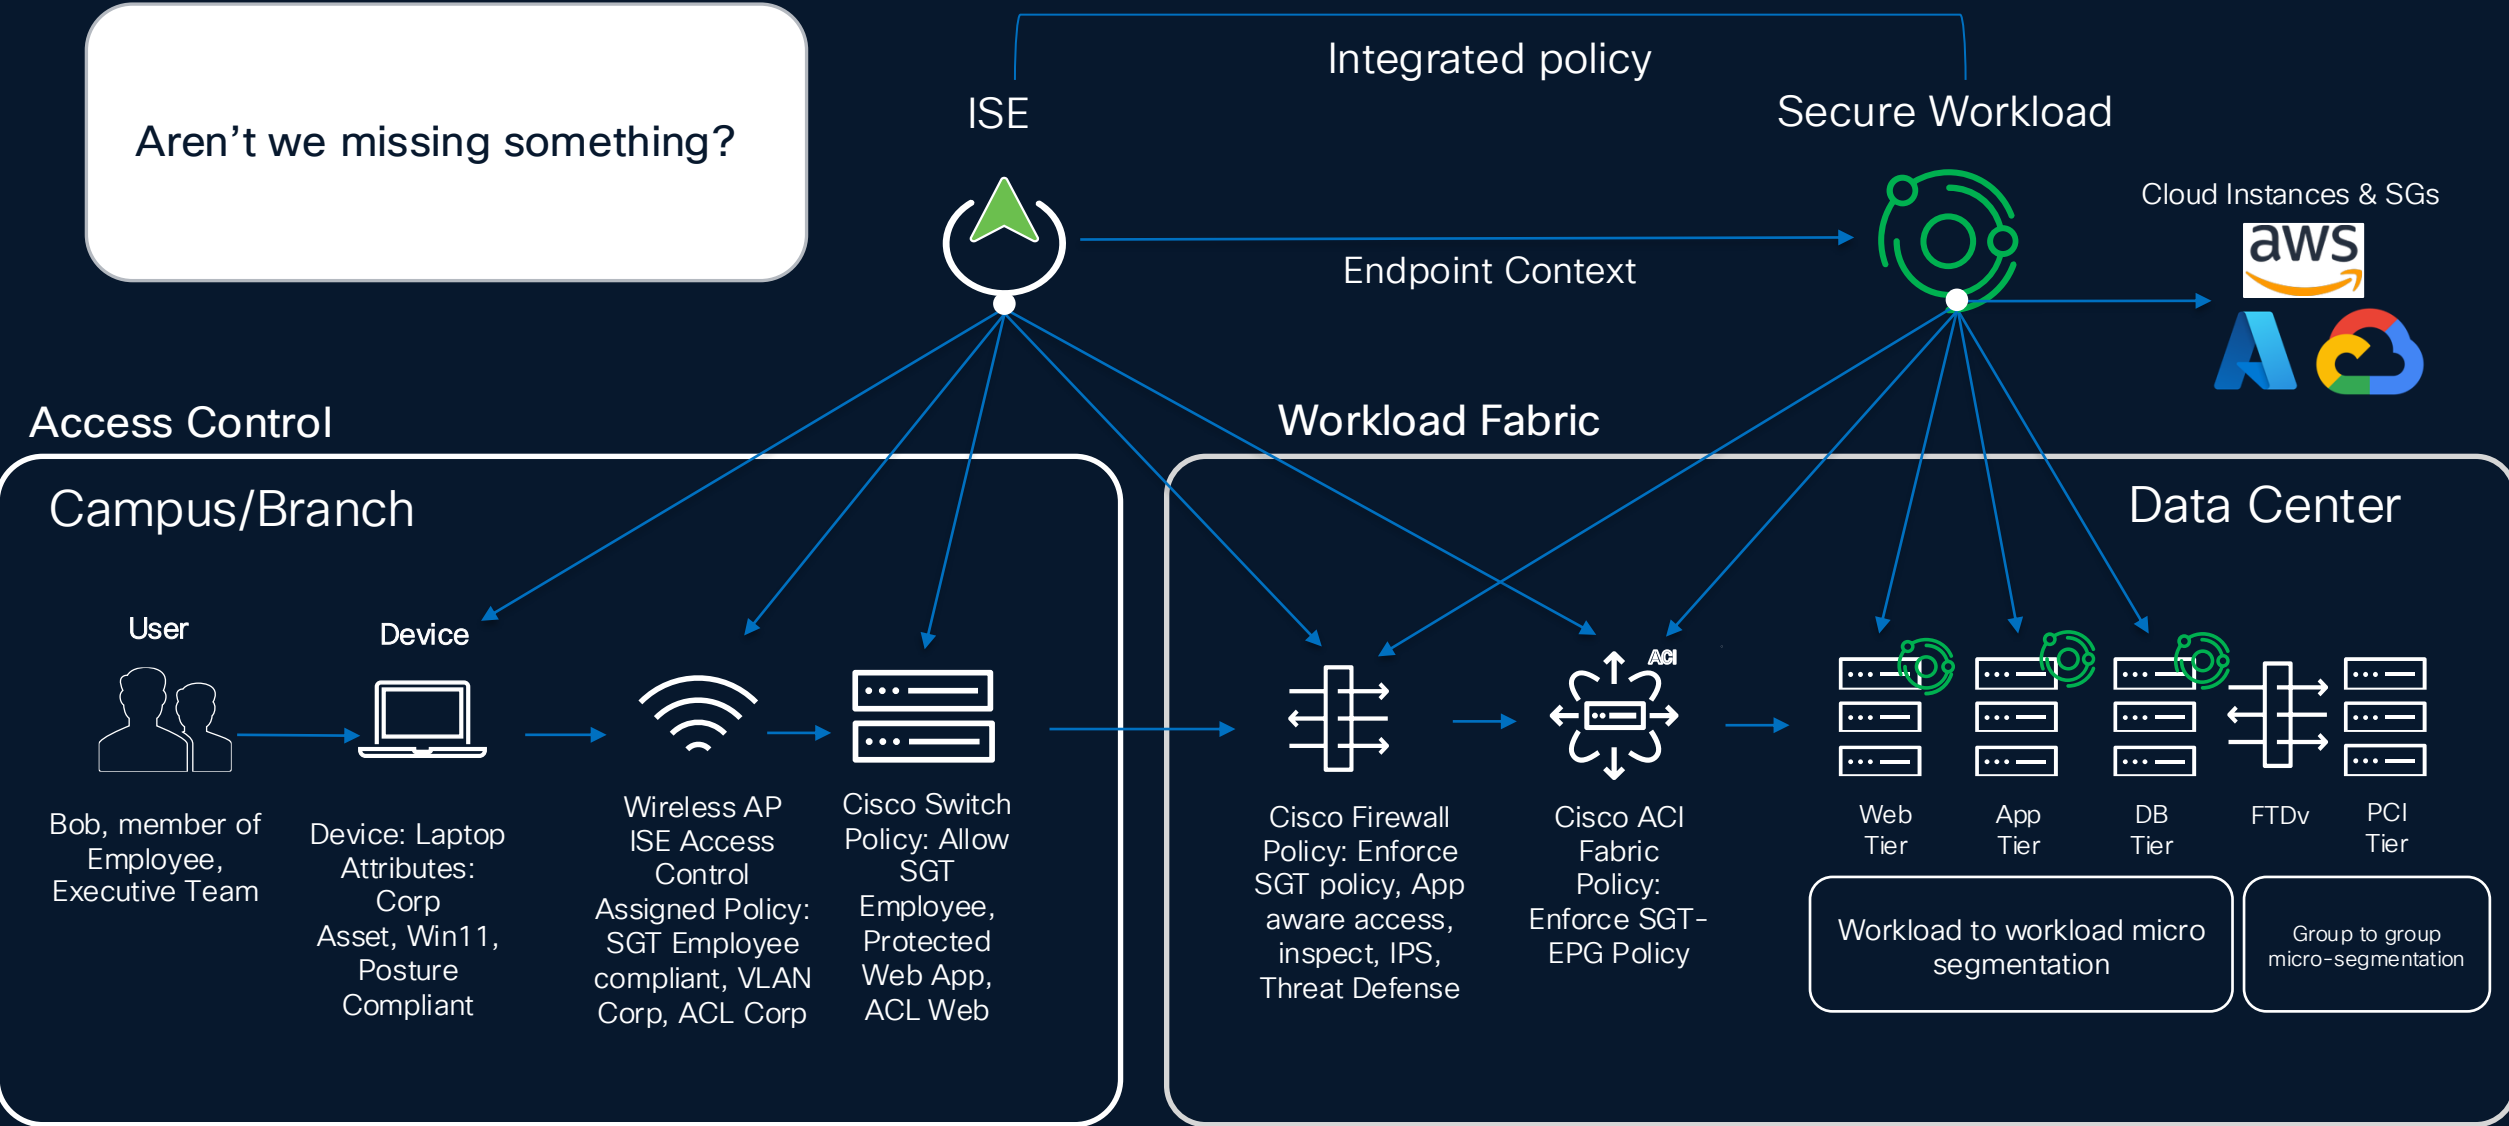 Aren't we missing something?
Integrated policy
ISE
Secure Workload
Endpoint Context
Cloud Instances & SGs
aws
Access Control
Workload Fabric
Campus/Branch
Data Center
User
Device
Bob, member of
Employee,
Executive Team
Device: Laptop
Attributes:
Corp
Asset, Win11,
Posture
Compliant
Wireless AP
ISE Access
Control
Assigned Policy:
SGT Employee
compliant, VLAN
Corp, ACL Corp
Cisco Switch
Policy: Allow
SGT
Employee,
Protected
Web App,
ACL Web
Cisco Firewall
Policy: Enforce
SGT policy, App
aware access,
inspect, IPS,
Threat Defense
ACI
Cisco ACI
Fabric
Policy:
Enforce SGT-
EPG Policy
Web
Tier
App
Tier
DB
Tier
FTDv
PCI
Tier
Workload to workload micro
segmentation
Group to group
micro-segmentation